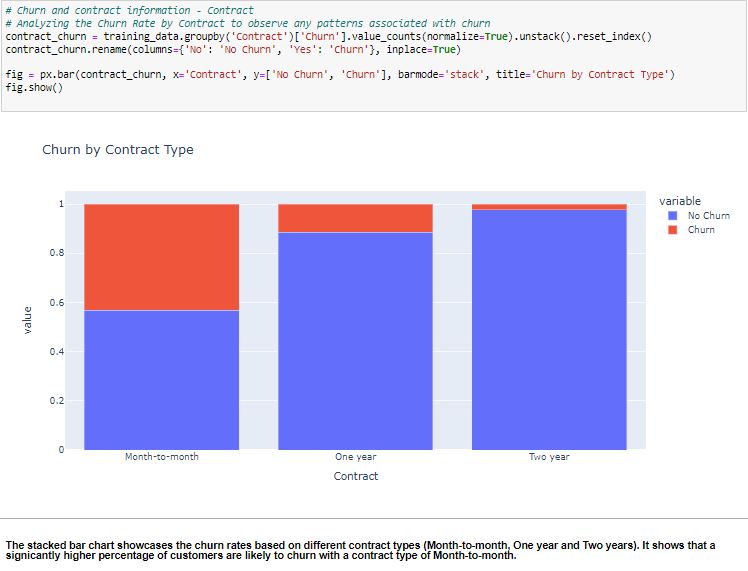 # Churn and contract information - Contract
# Analyzing the Churn Rate by Contract to observe any patterns associated with churn
contract_churn = training_data.groupby('Contract')['Churn'].value_counts(normalize=True).unstack().reset_index()
contract_churn.rename(columns={'No': 'No Churn', 'Yes': 'Churn'}, inplace=True)
fig = px.bar(contract_churn, x='Contract', y=['No Churn', 'Churn'], barmode='stack', title='Churn by Contract Type')
fig.show()
Churn by Contract Type
variable
No Churn
Churn
1
0.8
0.6
0.4
0.2
0
value
Month-to-month
One year
Two year
Contract
The stacked bar chart showcases the churn rates based on different contract types (Month-to-month, One year and Two years). It shows that a
signicantly higher percentage of customers are likely to churn with a contract type of Month-to-month.